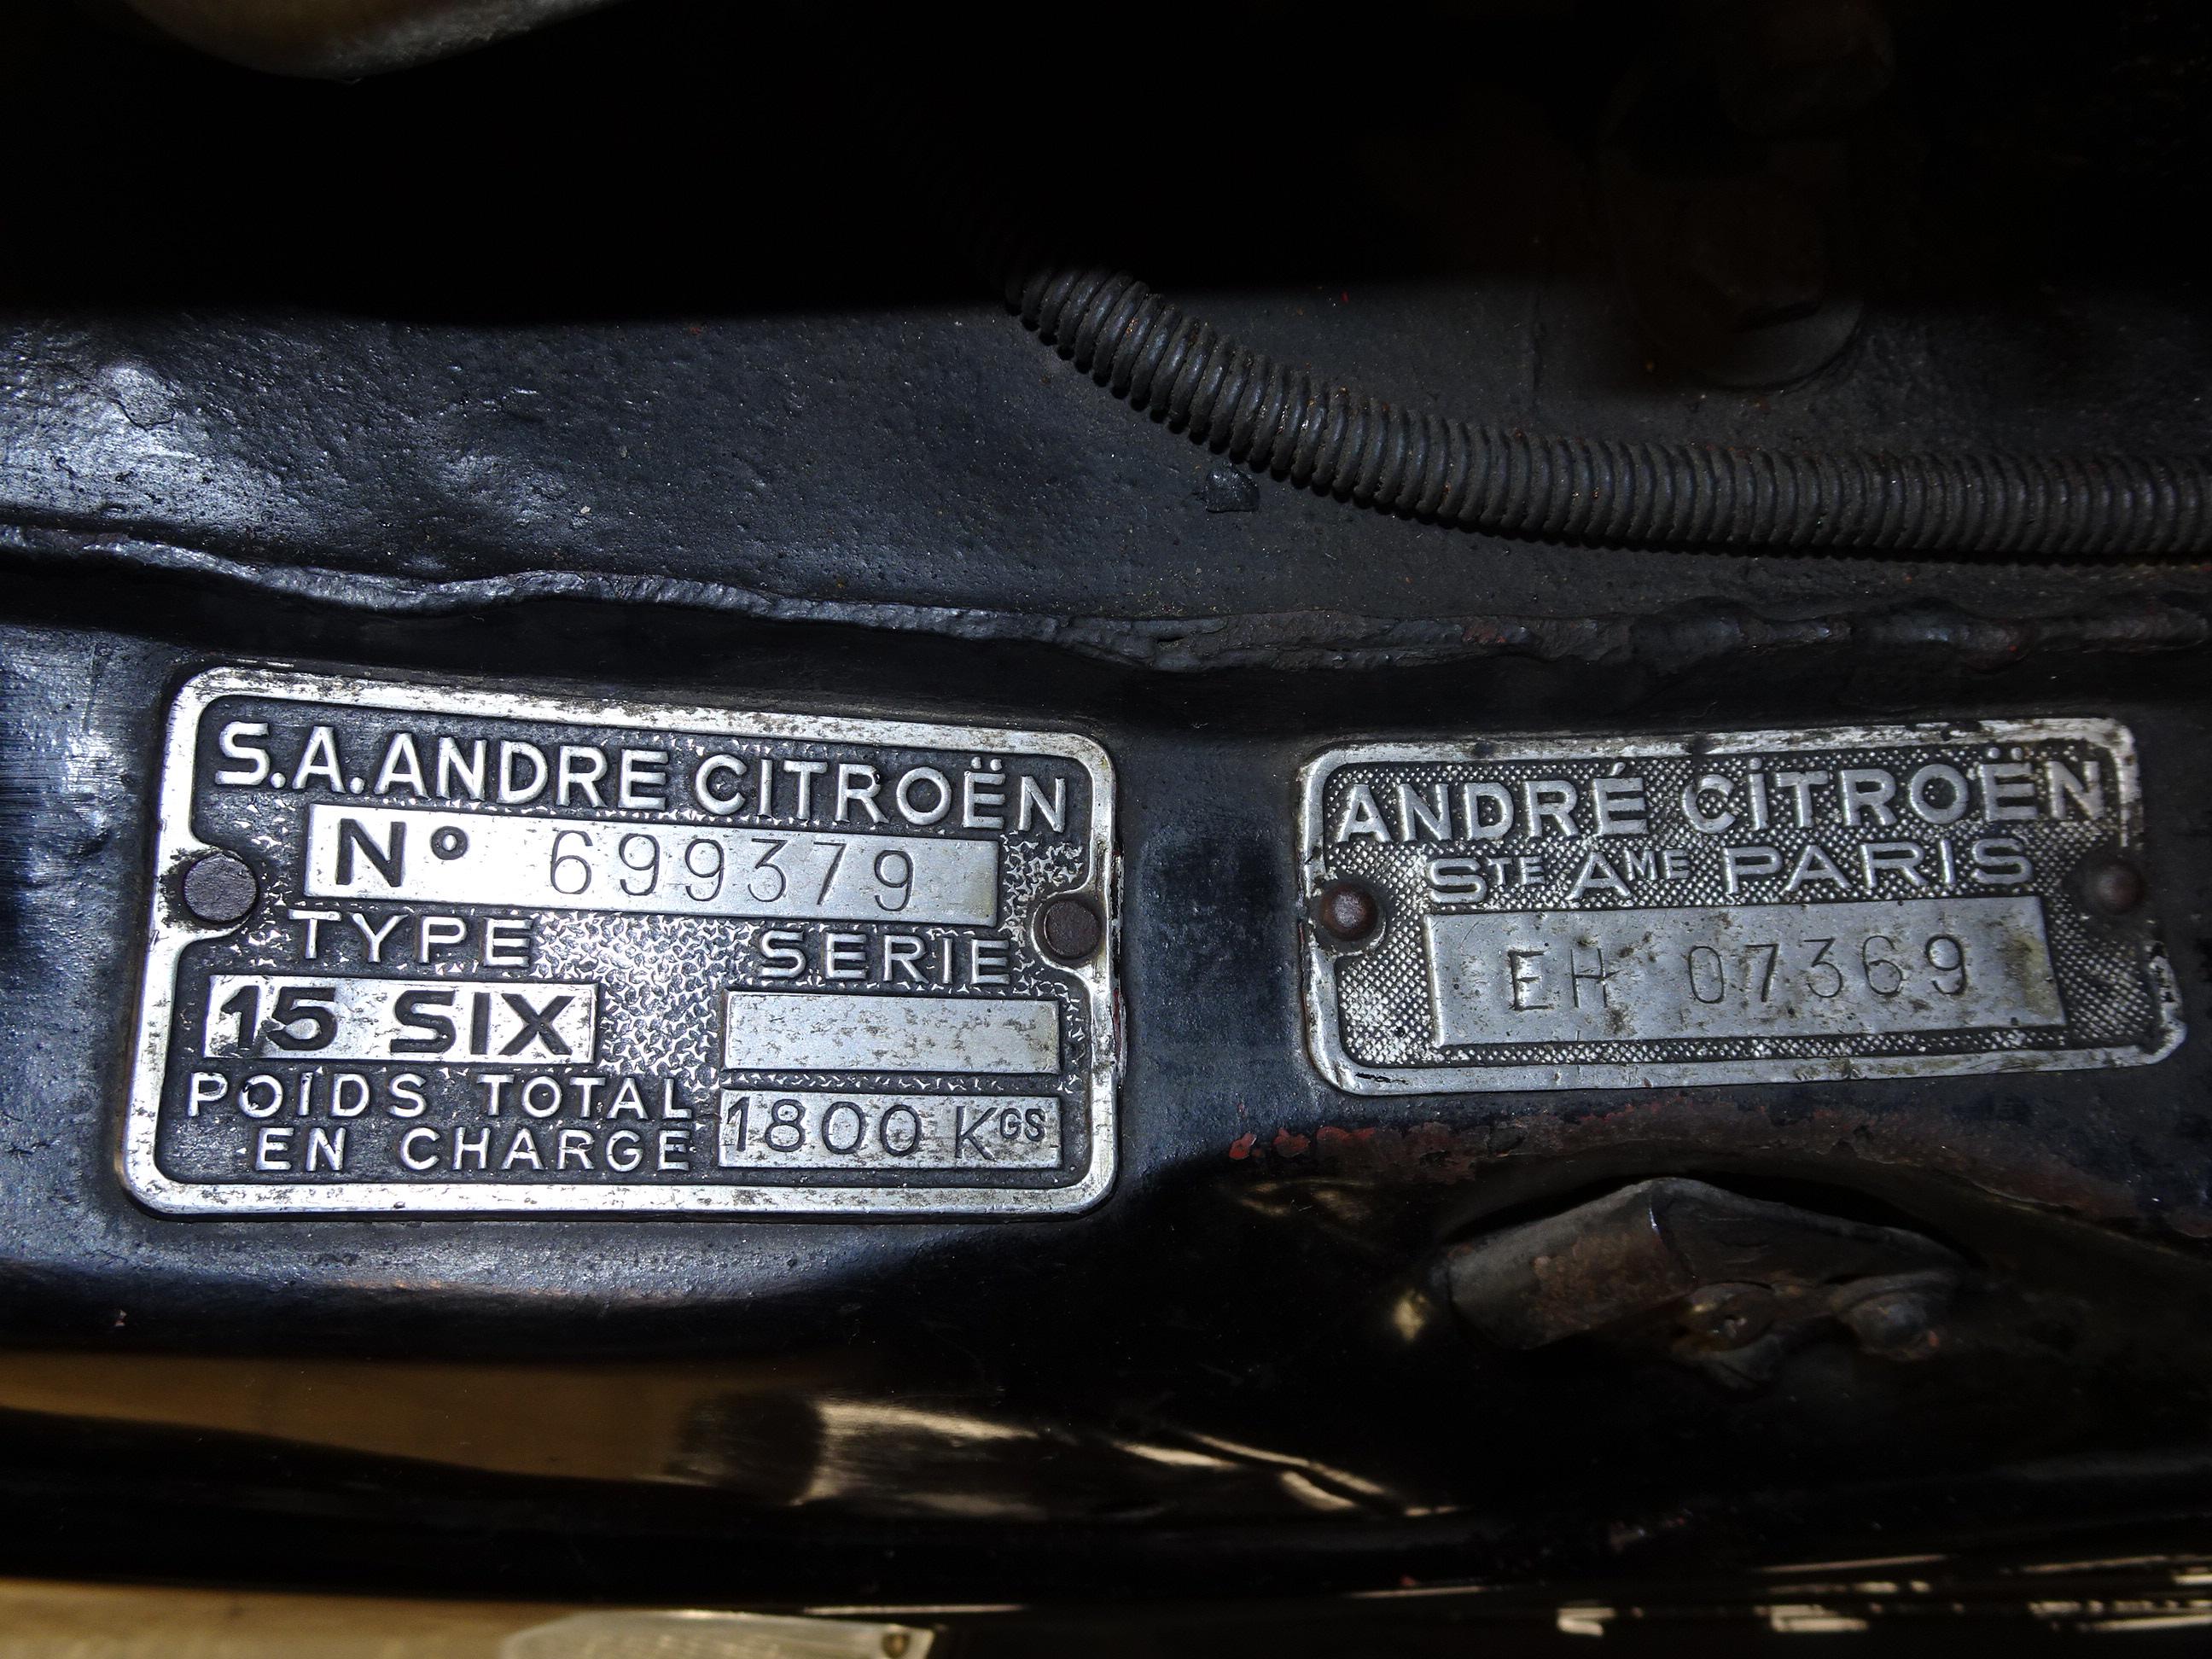 S.A.ANDRE CITROËN
N° 699379
TYPE SERIE
15 SIX
POIDS TOTAL
EN CHARGE 1800 KGS
ANDRÉ CITROËN
STE AME PARIS
EH 07369